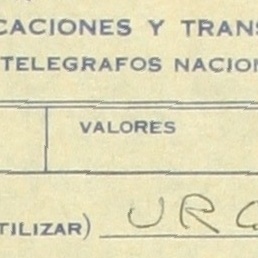 CACIONES Y TRANS
TELEGRAFOS NACION
VALORES
TILIZAR) URG